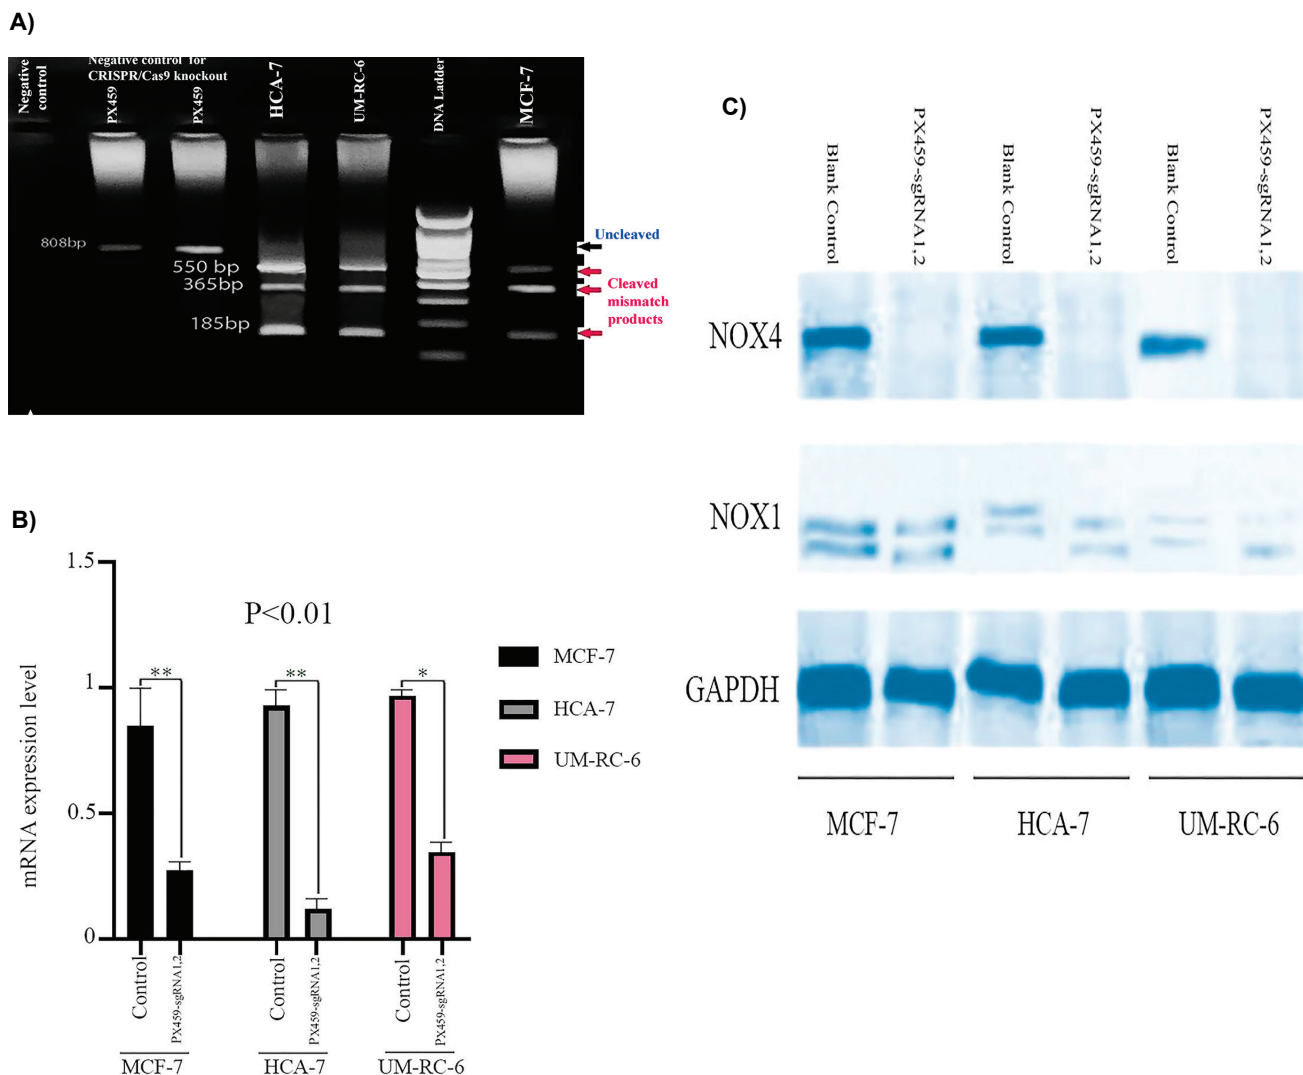 A)
Negative
control
Negative control for
CRISPR/Cas9 knockout
PX459
PX459
HCA-7
UM-RC-6
DNA Ladder
MCF-7
808bp
550 bp
365bp
185bp
Uncleaved
Cleaved
mismatch
products
B)
mRNA expression level
1.5
1
0.5
0
P<0.01
**
**
*
MCF-7
HCA-7
UM-RC-6
Control
PX459-sgRNA1,2
Control
PX459-sgRNA1,2
Control
PX459-sgRNA1,2
MCF-7
HCA-7
UM-RC-6
C)
Blank Control
PX459-sgRNA1,2
Blank Control
PX459-sgRNA1,2
Blank Control
PX459-sgRNA1,2
NOX4
NOX1
GAPDH
MCF-7
HCA-7
UM-RC-6